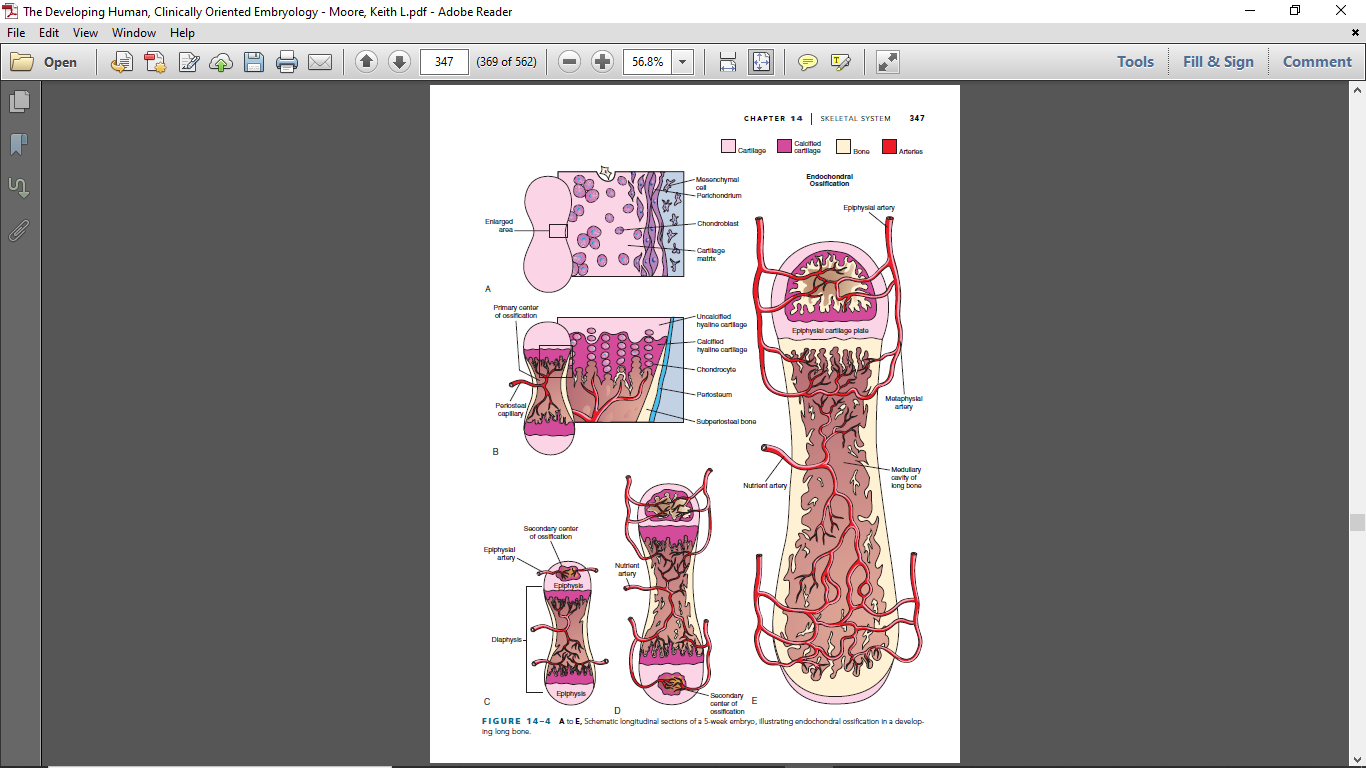 The Developing Human, Clinically Oriented Embryology - Moore, Keith L.pdf - Adobe Reader
File Edit View Window Help
Open 347 (369 of 562) 56.8% Tools Fill & Sign Comment
CHAPTER 14 | SKELETAL SYSTEM 347
Cartilage
Calcified
cartilage
Bone
Arteries
Endochondral
Ossification
Mesenchymal
cell
Perichondrium
Chondroblast
Cartilage
matrix
Enlarged
area
A
Primary center
of ossification
Uncalcified
hyaline cartilage
Calcified
hyaline cartilage
Chondrocyte
Periosteum
Subperiosteal bone
Periosteal
capillary
B
Secondary center
of ossification
Epiphysial
artery
Epiphysis
Diaphysis
Epiphysis
C
Nutrient
artery
Secondary
center of
ossification
D
Epiphysial artery
Epiphysial cartilage plate
Metaphysial
artery
Nutrient artery
Medullary
cavity of
long bone
E
FIGURE 14–4 A to E, Schematic longitudinal sections of a 5-week embryo, illustrating endochondral ossification in a develop-
ing long bone.